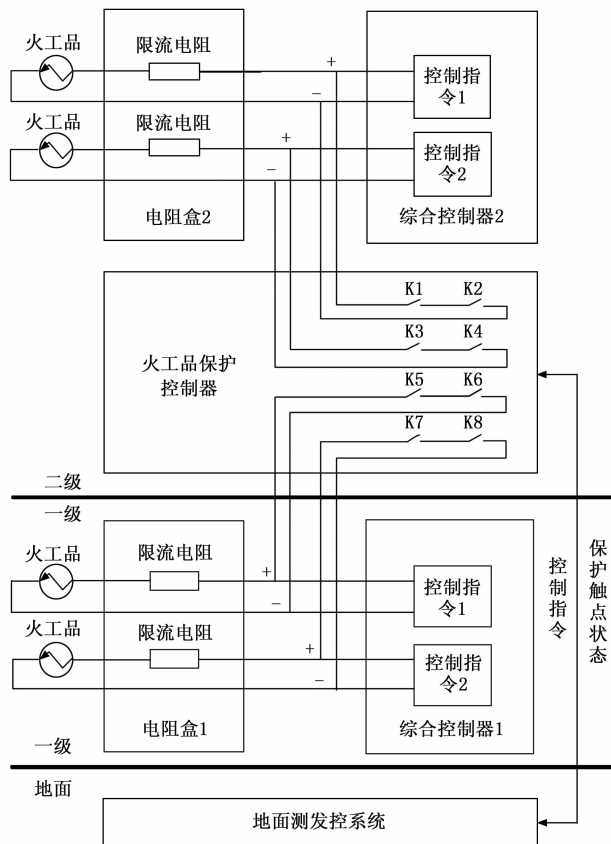 火工品
限流电阻
+
控制指
令1
−
火工品
限流电阻
+
控制指
令2
−
电阻盒2
综合控制器2
K1
K2
K3
K4
火工品保护
控制器
K5
K6
K7
K8
二级
一级
火工品
限流电阻
+
控制指
令1
−
火工品
限流电阻
+
控制指
令2
−
电阻盒1
综合控制器1
控制指令
保护触点状态
一级
地面
地面测发控系统